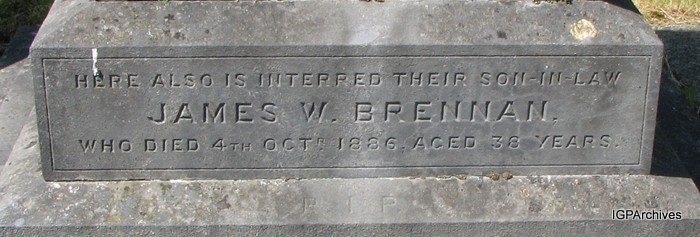 HERE ALSO IS INTERRED THEIR SON-IN-LAW
JAMES W. BRENNAN.
WHO DIED 4TH OCTR 1886. AGED 38 YEARS.
R.I.P.
IGPArchives